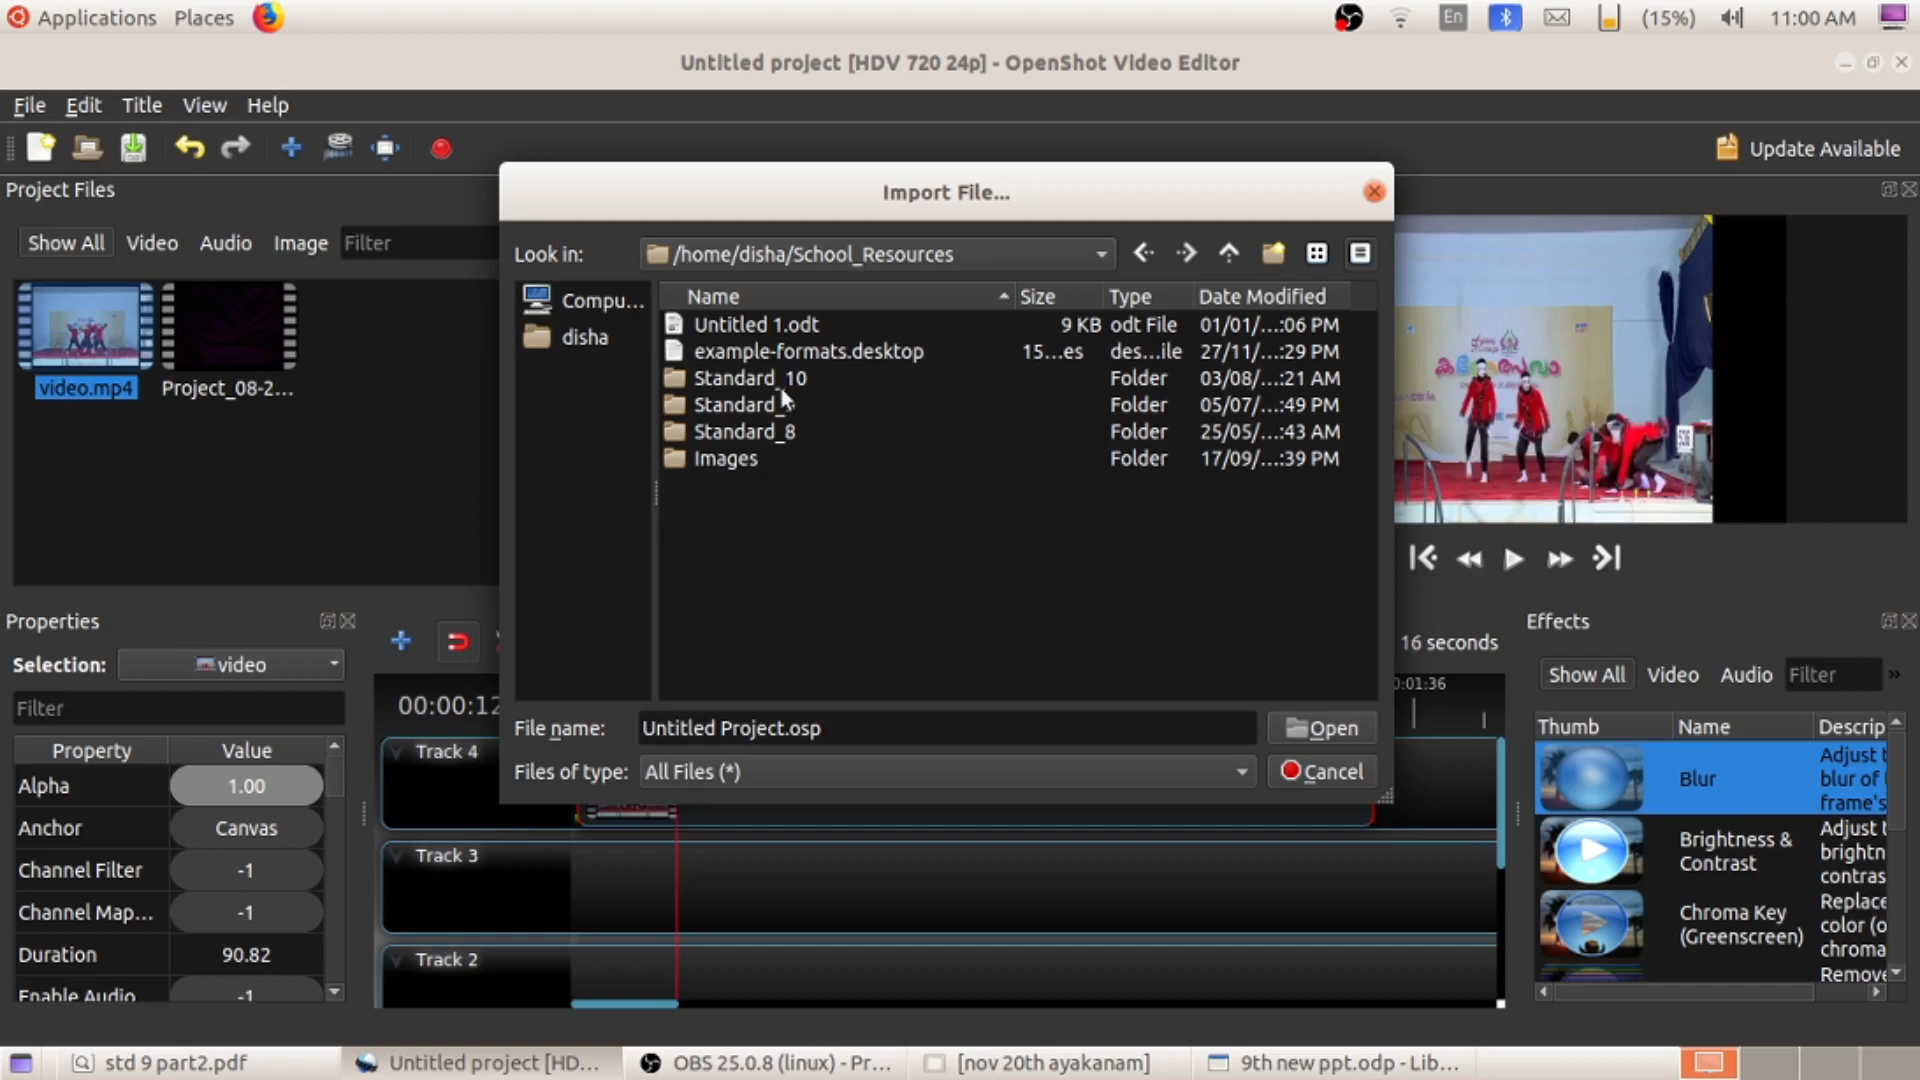 Applications Places En (15%) 11:00 AM
Untitled project [HDV 720 24p] - OpenShot Video Editor
File Edit Title View Help
Update Available
Project Files
Show All Video Audio Image Filter
video.mp4 Project_08-2...
Import File...
Look in: /home/disha/School_Resources
Compu...
disha
Name Size Type Date Modified
Untitled 1.odt 9 KB odt File 01/01/...:06 PM
example-formats.desktop 15...es des...ile 27/11/...:29 PM
Standard_10 Folder 03/08/...:21 AM
Standard_ Folder 05/07/...:49 PM
Standard_8 Folder 25/05/...:43 AM
Images Folder 17/09/...:39 PM
File name: Untitled Project.osp Open
Files of type: All Files (*) Cancel
Properties
Selection: video
Filter
Property Value
Alpha 1.00
Anchor Canvas
Channel Filter -1
Channel Map... -1
Duration 90.82
Enable Audio -1
16 seconds
00:00:12
0:01:36
Track 4
Track 3
Track 2
Effects
Show All Video Audio Filter »
Thumb Name Descrip
Blur
Adjust t
blur of
frame's
Brightness &
Contrast
Adjust t
brightn
contras
Chroma Key
(Greenscreen)
Replace
color (o
chroma
Remove
std 9 part2.pdf Untitled project [HD... OBS 25.0.8 (linux) - Pr... [nov 20th ayakanam] 9th new ppt.odp - Lib...